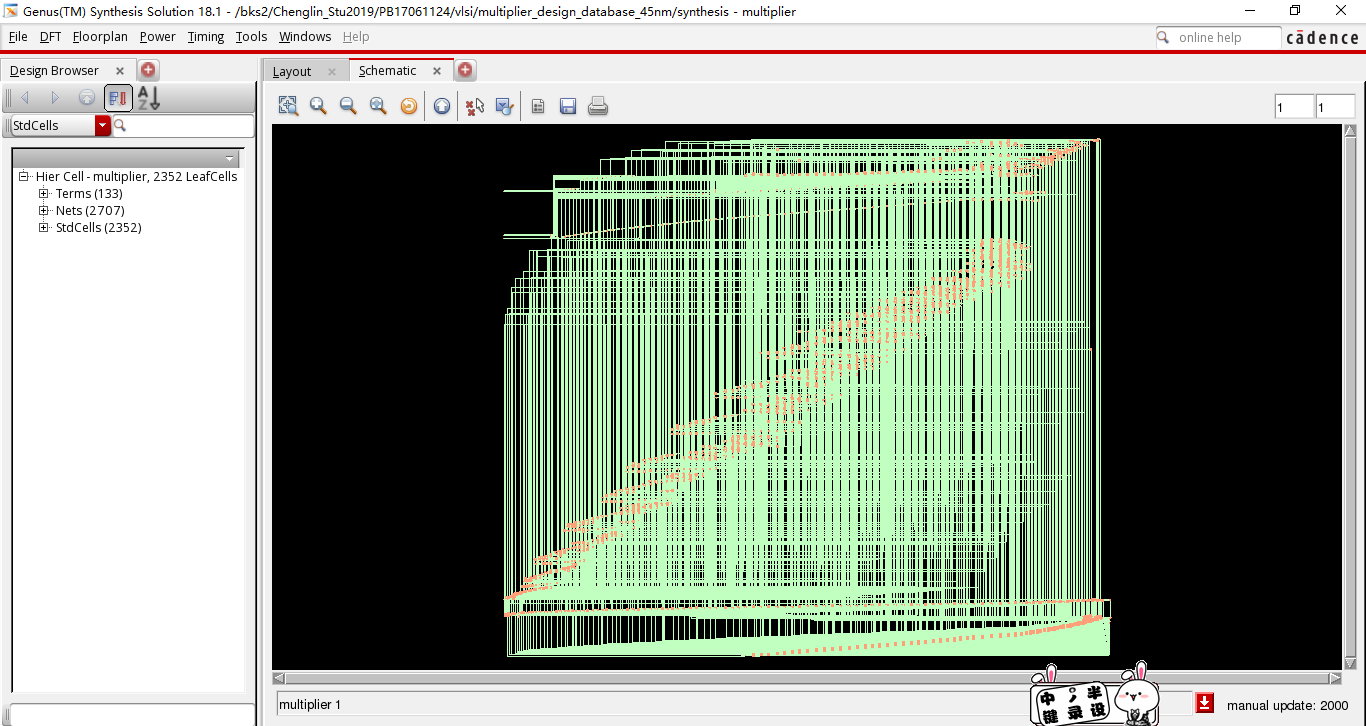 Genus(TM) Synthesis Solution 18.1 - /bks2/Chenglin_Stu2019/PB17061124/vlsi/multiplier_design_database_45nm/synthesis - multiplier
File DFT Floorplan Power Timing Tools Windows Help
online help cādence
Design Browser
Layout Schematic
1 1
StdCells
Hier Cell - multiplier, 2352 LeafCells
Terms (133)
Nets (2707)
StdCells (2352)
multiplier 1
中 半
键 录 设
manual update: 2000